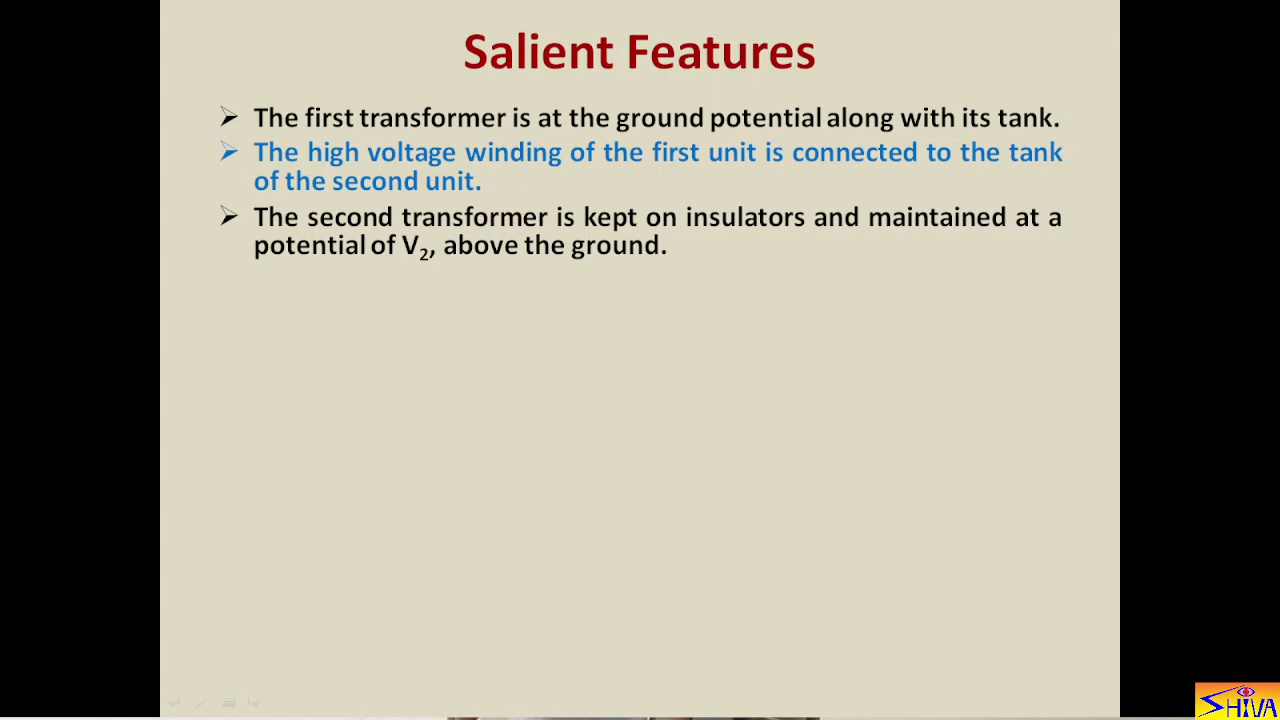 Salient Features
➢ The first transformer is at the ground potential along with its tank.
➢ The high voltage winding of the first unit is connected to the tank
of the second unit.
➢ The second transformer is kept on insulators and maintained at a
potential of V₂, above the ground.
SHIVA